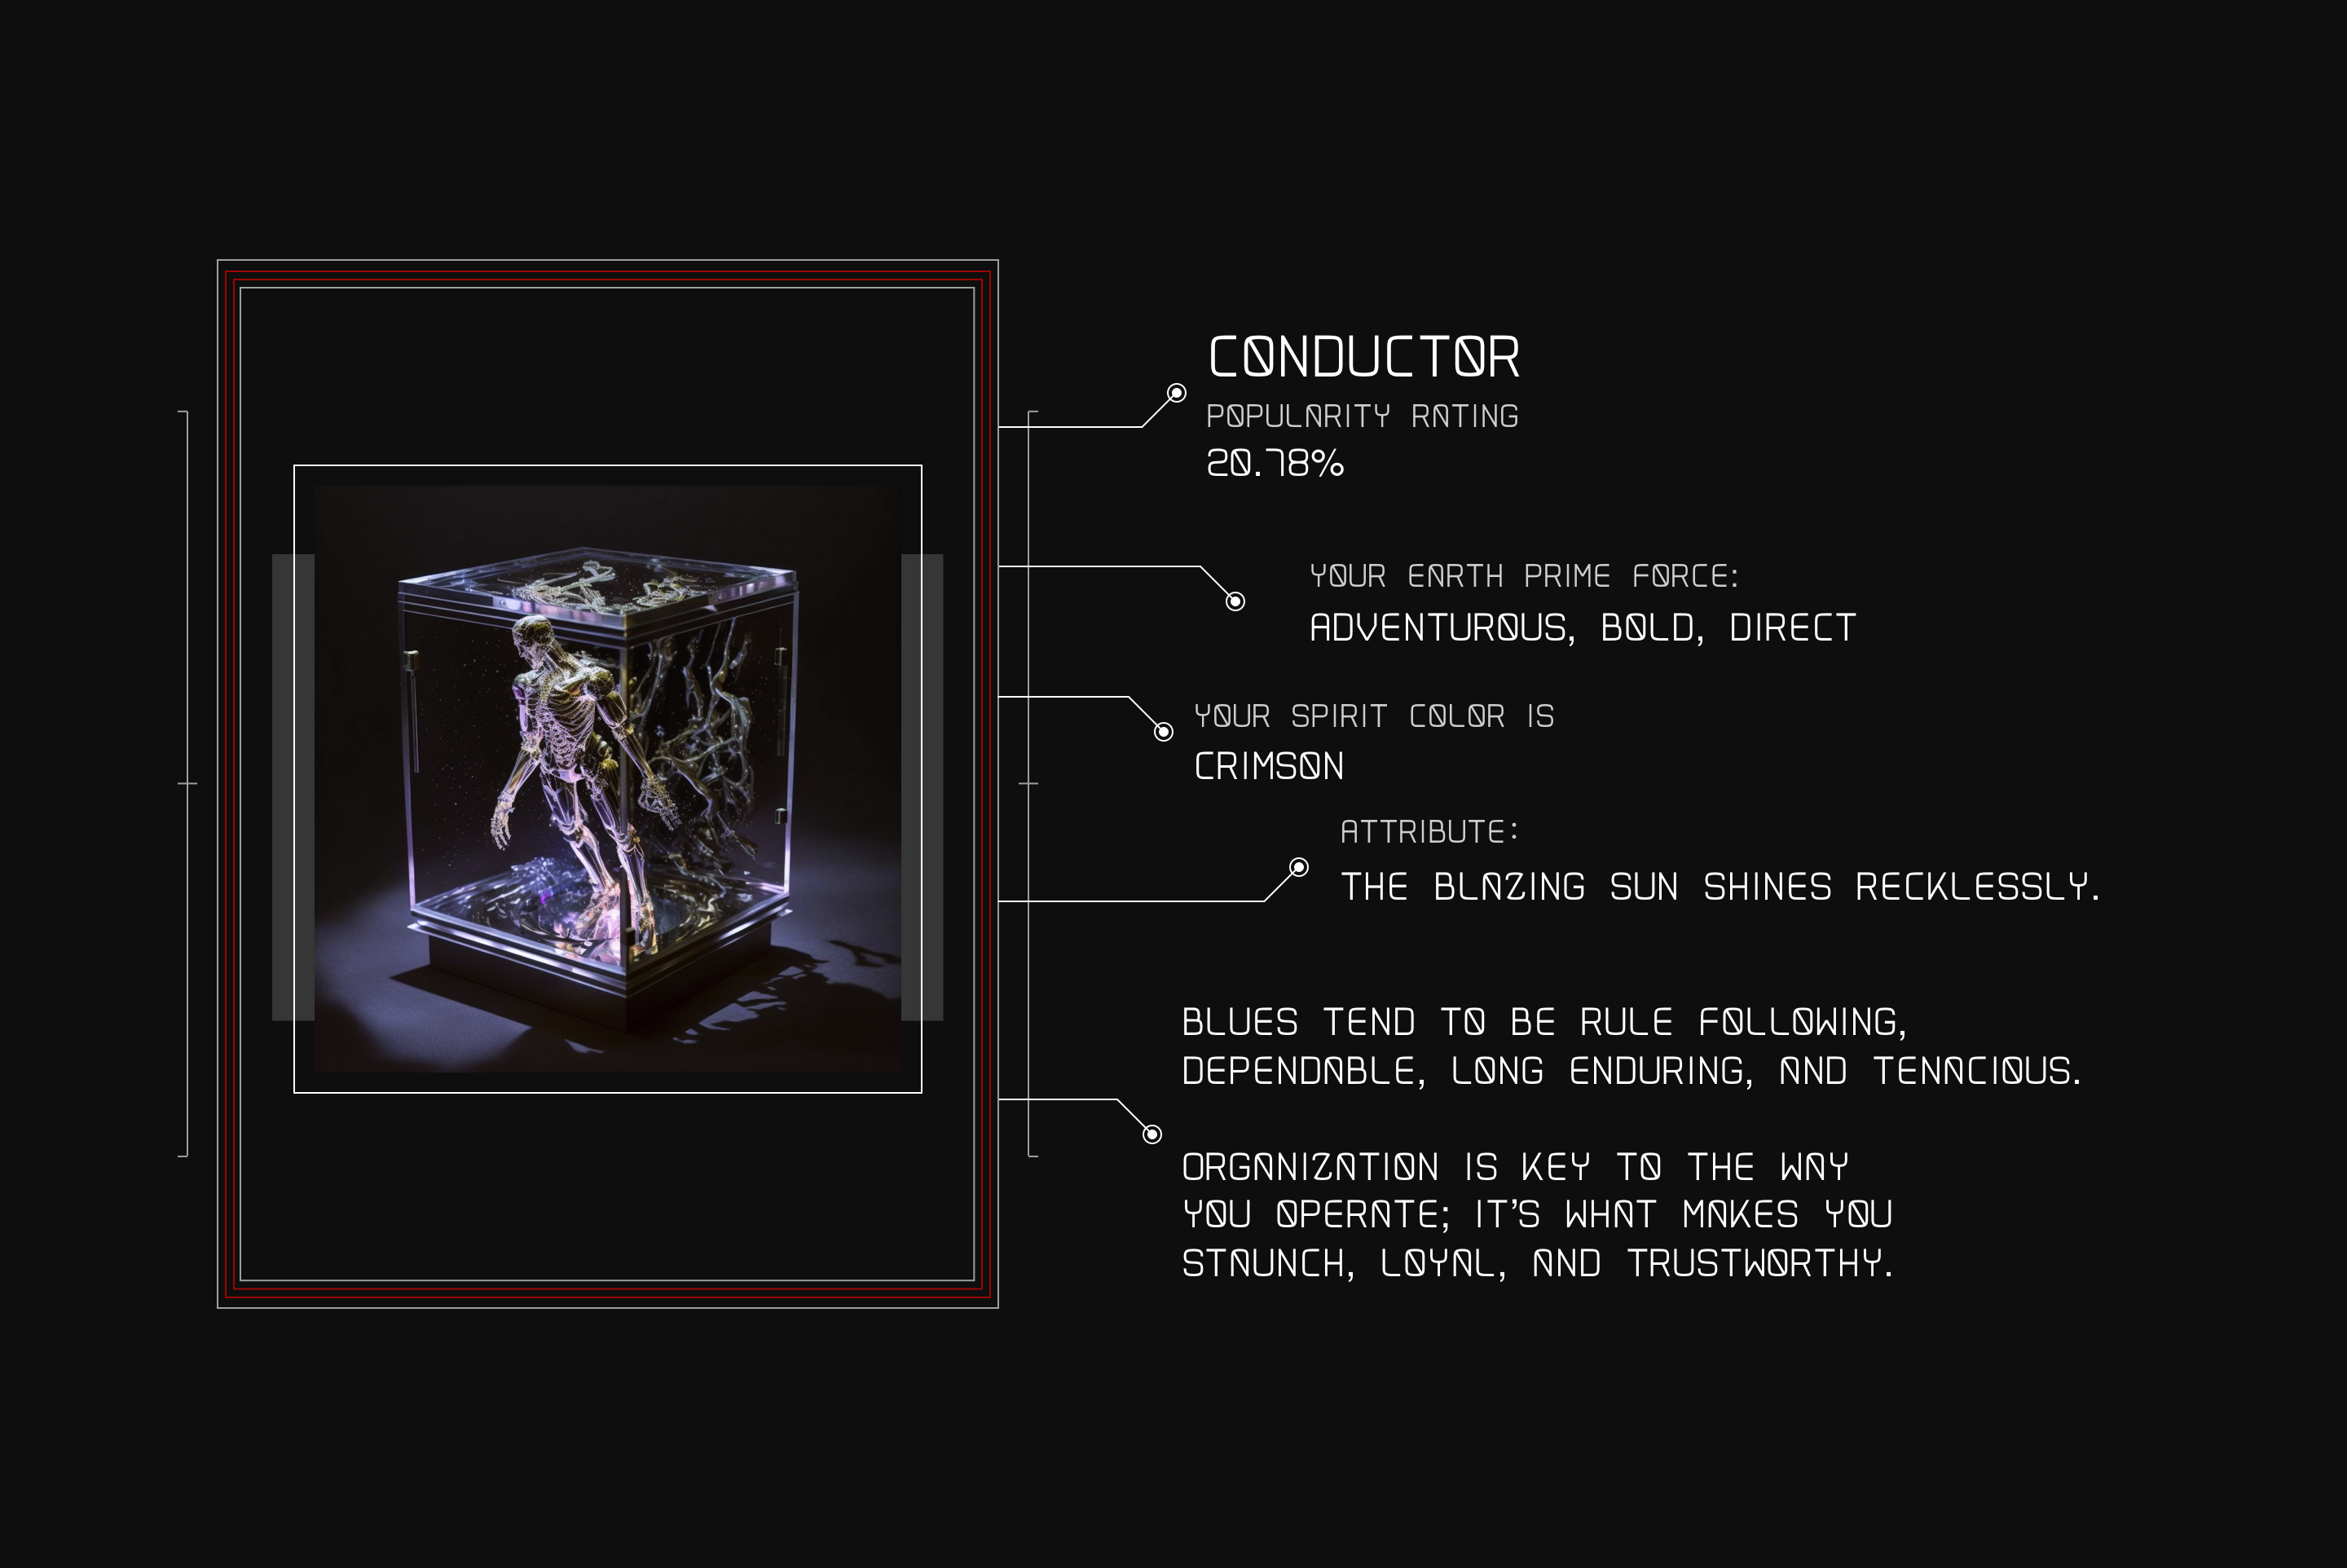 CONDUCTOR
POPULARITY RATING
20.78%
YOUR EARTH PRIME FORCE:
ADVENTUROUS, BOLD, DIRECT
YOUR SPIRIT COLOR IS
CRIMSON
ATTRIBUTE:
THE BLAZING SUN SHINES RECKLESSLY.
BLUES TEND TO BE RULE FOLLOWING,
DEPENDABLE, LONG ENDURING, AND TENACIOUS.
ORGANIZATION IS KEY TO THE WAY
YOU OPERATE; IT’S WHAT MAKES YOU
STAUNCH, LOYAL, AND TRUSTWORTHY.